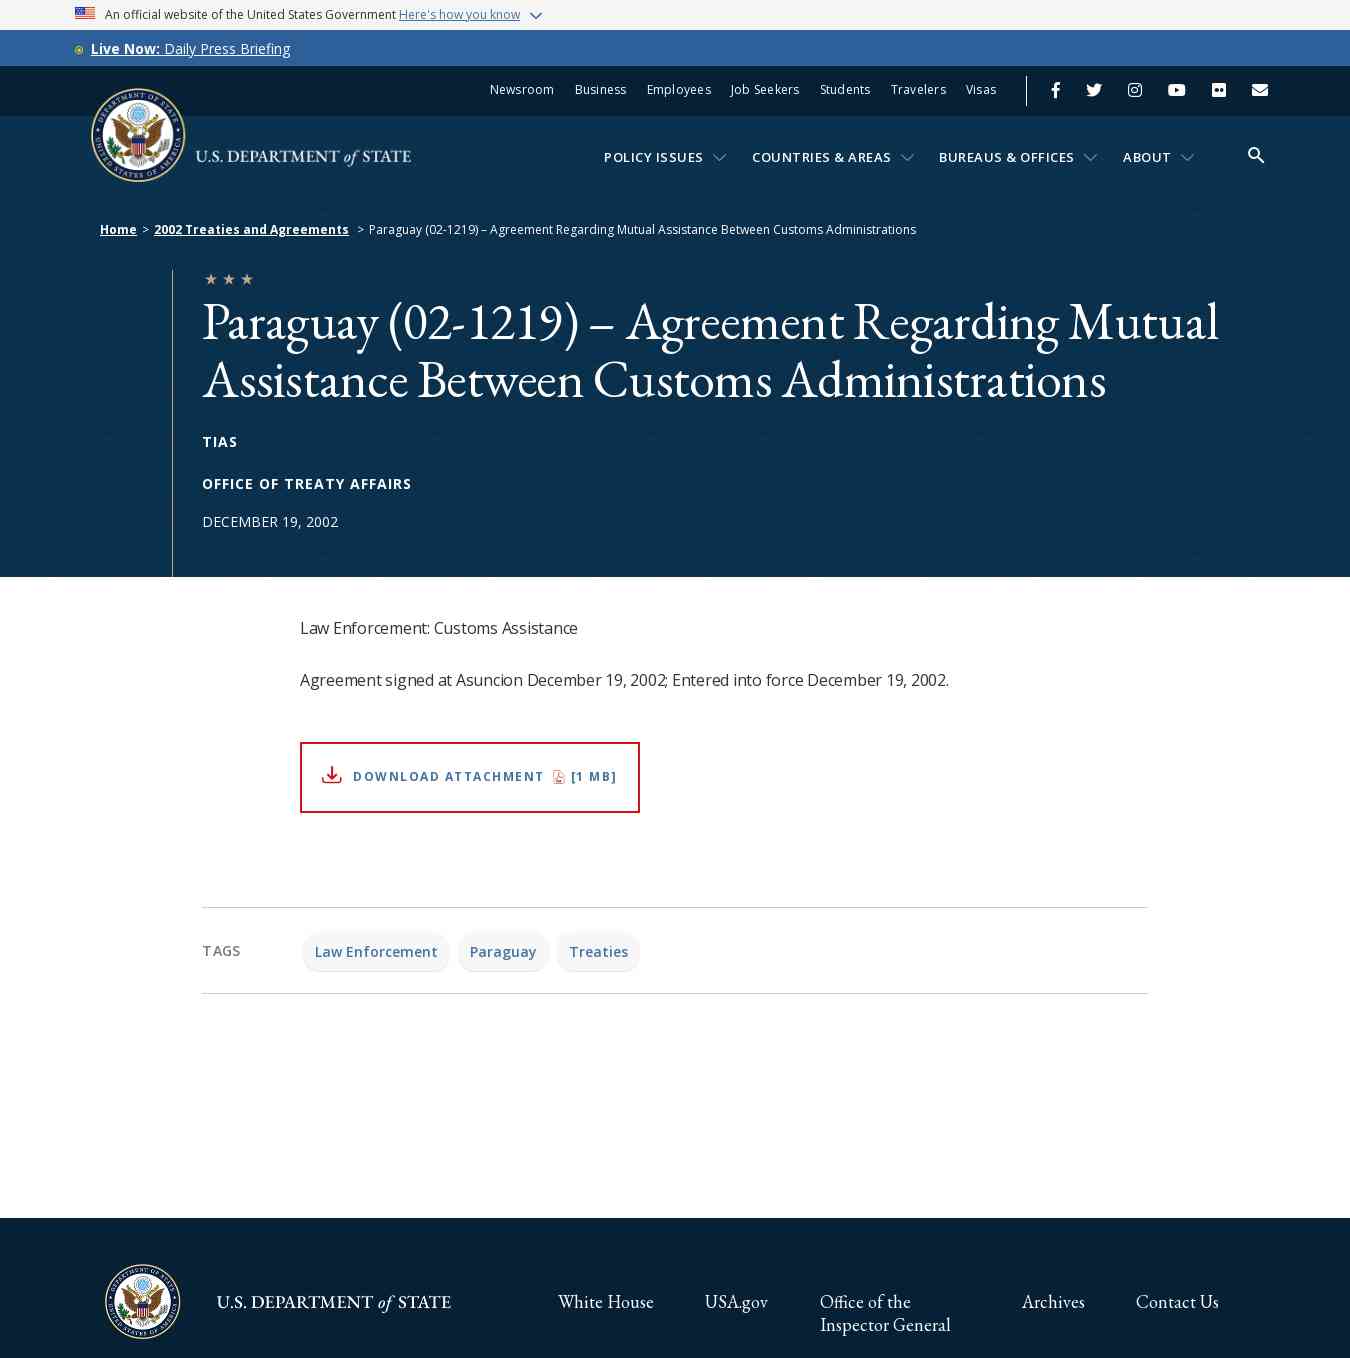 An official website of the United States Government Here's how you know
Live Now: Daily Press Briefing
Newsroom Business Employees Job Seekers Students Travelers Visas
U.S. DEPARTMENT of STATE
POLICY ISSUES COUNTRIES & AREAS BUREAUS & OFFICES ABOUT
Home > 2002 Treaties and Agreements > Paraguay (02-1219) – Agreement Regarding Mutual Assistance Between Customs Administrations
Paraguay (02-1219) – Agreement Regarding Mutual
Assistance Between Customs Administrations
TIAS
OFFICE OF TREATY AFFAIRS
DECEMBER 19, 2002
Law Enforcement: Customs Assistance
Agreement signed at Asuncion December 19, 2002; Entered into force December 19, 2002.
DOWNLOAD ATTACHMENT [1 MB]
TAGS Law Enforcement Paraguay Treaties
U.S. DEPARTMENT of STATE
White House USA.gov Office of the Archives Contact Us
Inspector General